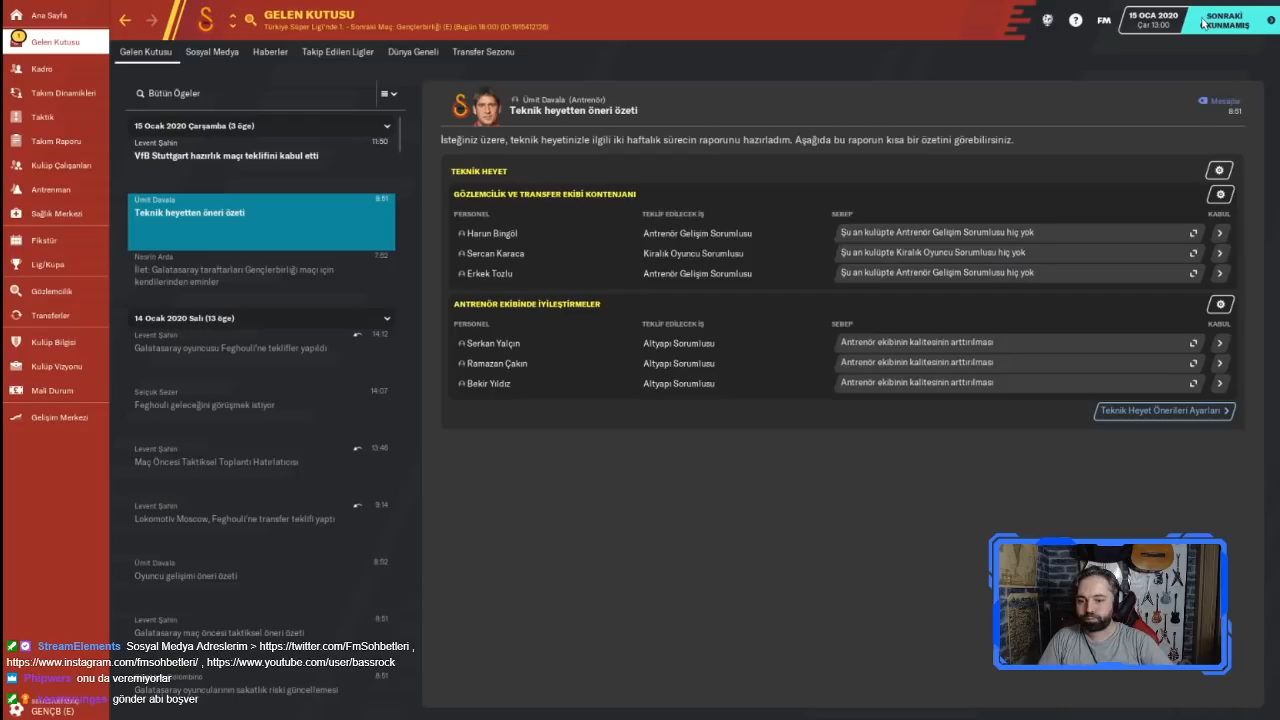 Ana Sayfa
Gelen Kutusu
Kadro
Takım Dinamikleri
Taktik
Takım Raporu
Kulüp Çalışanları
Antrenman
Sağlık Merkezi
Fikstür
Lig/Kupa
Gözlemcilik
Transferler
Kulüp Bilgisi
Kulüp Vizyonu
Mali Durum
Gelişim Merkezi
GENÇB (E)
GELEN KUTUSU
Türkiye Süper Ligi'nde 1. - Sonraki Maç: Gençlerbirliği (E) (Bugün 18:00) (ID-1915412126)
FM
15 OCA 2020
Çar 13:00
SONRAKİ
OKUNMAMIŞ
Gelen Kutusu Sosyal Medya Haberler Takip Edilen Ligler Dünya Geneli Transfer Sezonu
Bütün Ögeler
15 Ocak 2020 Çarşamba (3 öge)
Levent Şahin 11:50
VfB Stuttgart hazırlık maçı teklifini kabul etti
Ümit Davala 8:51
Teknik heyetten öneri özeti
Nesrin Arda 7:52
İlet: Galatasaray taraftarları Gençlerbirliği maçı için
kendilerinden eminler
14 Ocak 2020 Salı (13 öge)
Levent Şahin 14:12
Galatasaray oyuncusu Feghouli'ne teklifler yapıldı
Selçuk Sezer 14:07
Feghouli geleceğini görüşmek istiyor
Levent Şahin 13:46
Maç Öncesi Taktiksel Toplantı Hatırlatıcısı
Levent Şahin 9:14
Lokomotiv Moscow, Feghouli'ne transfer teklifi yaptı
Ümit Davala 8:52
Oyuncu gelişimi öneri özeti
Levent Şahin 8:51
Galatasaray maç öncesi taktiksel öneri özeti
8:51
Galatasaray oyuncularının sakatlık riski güncellemesi
Ümit Davala (Antrenör)
Teknik heyetten öneri özeti
Mesajlar
8:51
İsteğiniz üzere, teknik heyetinizle ilgili iki haftalık sürecin raporunu hazırladım. Aşağıda bu raporun kısa bir özetini görebilirsiniz.
TEKNİK HEYET
GÖZLEMCİLİK VE TRANSFER EKİBİ KONTENJANI
PERSONEL TEKLİF EDİLECEK İŞ SEBEP KABUL
Harun Bingöl Antrenör Gelişim Sorumlusu Şu an kulüpte Antrenör Gelişim Sorumlusu hiç yok
Sercan Karaca Kiralık Oyuncu Sorumlusu Şu an kulüpte Kiralık Oyuncu Sorumlusu hiç yok
Erkek Tozlu Antrenör Gelişim Sorumlusu Şu an kulüpte Antrenör Gelişim Sorumlusu hiç yok
ANTRENÖR EKİBİNDE İYİLEŞTİRMELER
PERSONEL TEKLİF EDİLECEK İŞ SEBEP KABUL
Serkan Yalçın Altyapı Sorumlusu Antrenör ekibinin kalitesinin arttırılması
Ramazan Çakın Altyapı Sorumlusu Antrenör ekibinin kalitesinin arttırılması
Bekir Yıldız Altyapı Sorumlusu Antrenör ekibinin kalitesinin arttırılması
Teknik Heyet Önerileri Ayarları
StreamElements Sosyal Medya Adreslerim > https://twitter.com/FmSohbetleri ,
https://www.instagram.com/fmsohbetleri/ , https://www.youtube.com/user/bassrock
Phipwers onu da veremiyorlar
gönder abi boşver